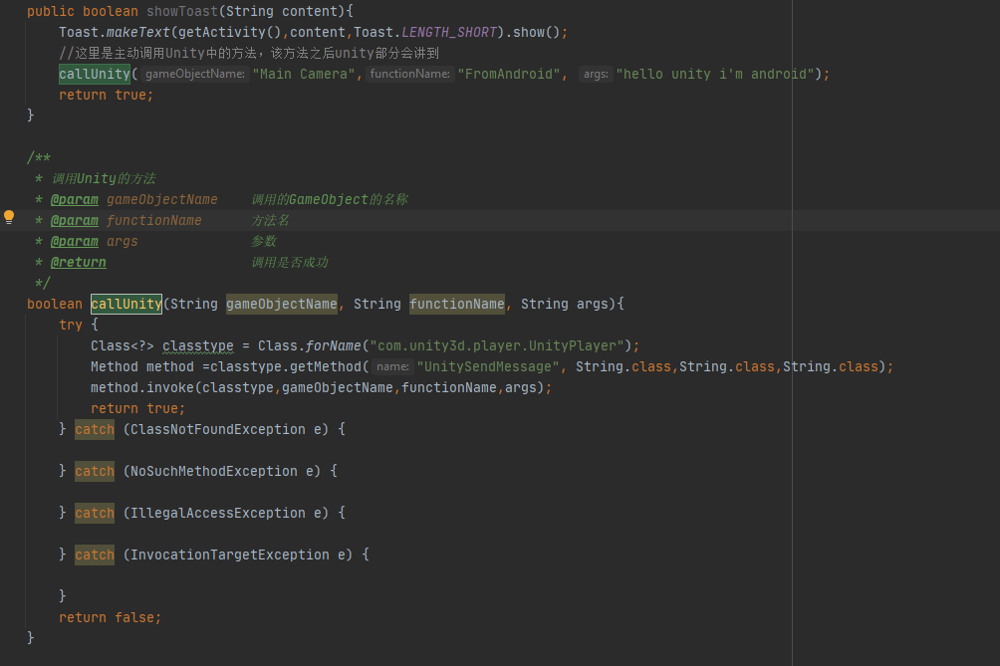 public boolean showToast(String content){
Toast.makeText(getActivity(),content,Toast.LENGTH_SHORT).show();
//这里是主动调用Unity中的方法，该方法之后unity部分会讲到
callUnity( gameObjectName: "Main Camera", functionName: "FromAndroid", args: "hello unity i'm android");
return true;
}
/**
* 调用Unity的方法
* @param gameObjectName 调用的GameObject的名称
* @param functionName 方法名
* @param args 参数
* @return 调用是否成功
*/
boolean callUnity(String gameObjectName, String functionName, String args){
try {
Class<?> classtype = Class.forName("com.unity3d.player.UnityPlayer");
Method method =classtype.getMethod( name: "UnitySendMessage", String.class,String.class,String.class);
method.invoke(classtype,gameObjectName,functionName,args);
return true;
} catch (ClassNotFoundException e) {
} catch (NoSuchMethodException e) {
} catch (IllegalAccessException e) {
} catch (InvocationTargetException e) {
}
return false;
}